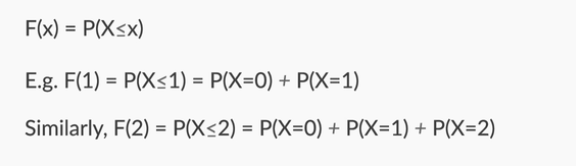 F(x) = P(X≤x)
E.g. F(1) = P(X≤1) = P(X=0) + P(X=1)
Similarly, F(2) = P(X≤2) = P(X=0) + P(X=1) + P(X=2)